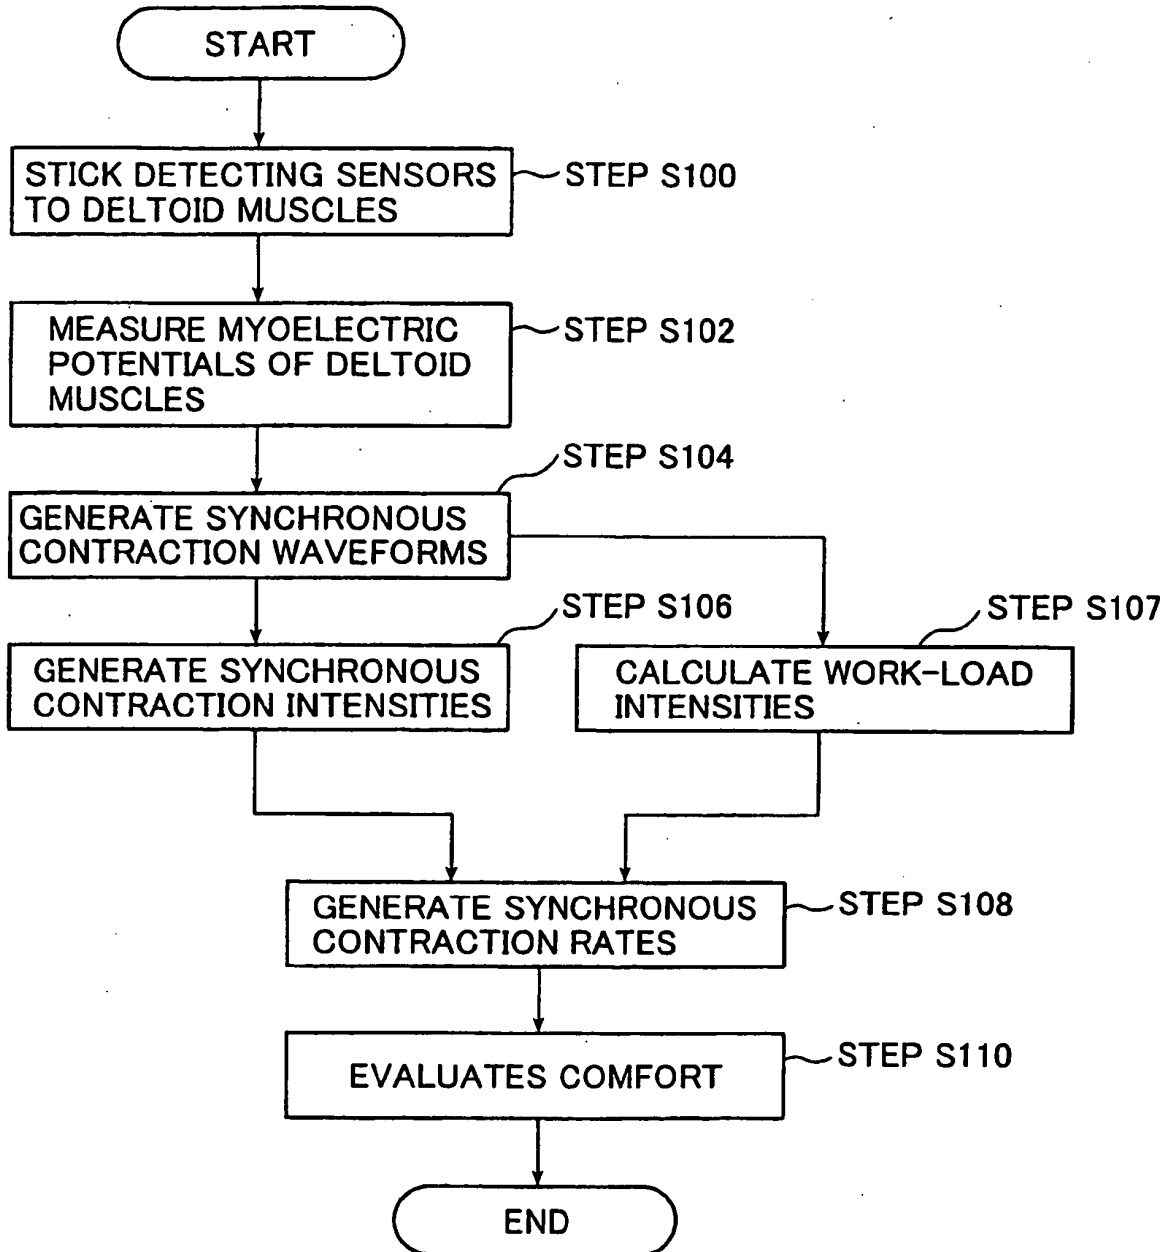 START
STICK DETECTING SENSORS
TO DELTOID MUSCLES
STEP S100
MEASURE MYOELECTRIC
POTENTIALS OF DELTOID
MUSCLES
STEP S102
STEP S104
GENERATE SYNCHRONOUS
CONTRACTION WAVEFORMS
STEP S106
GENERATE SYNCHRONOUS
CONTRACTION INTENSITIES
STEP S107
CALCULATE WORK-LOAD
INTENSITIES
GENERATE SYNCHRONOUS
CONTRACTION RATES
STEP S108
EVALUATES COMFORT
STEP S110
END